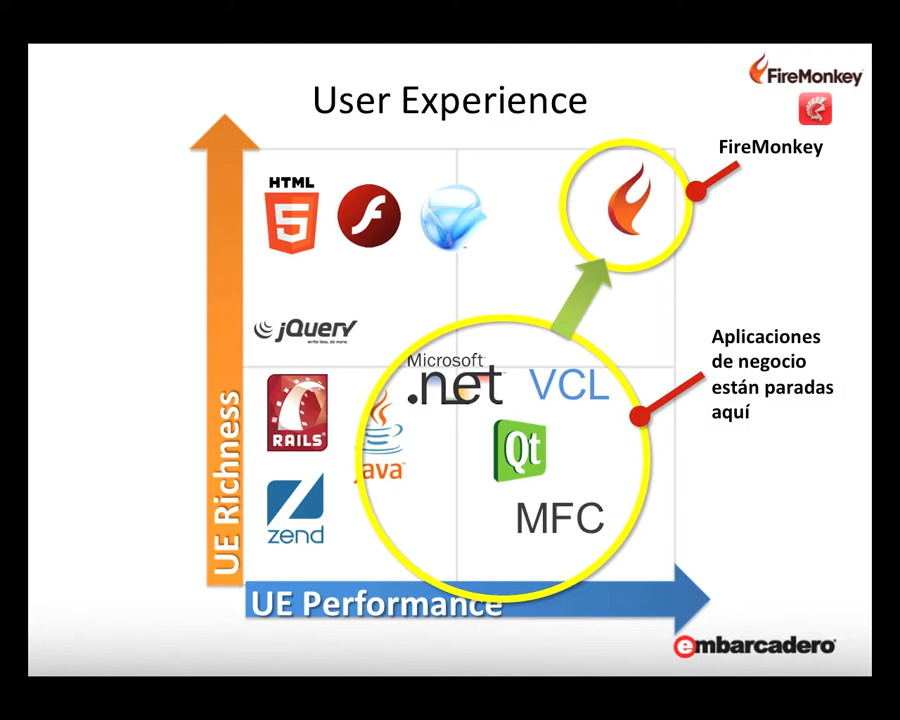 FireMonkey
User Experience
FireMonkey
HTML
5
jQuery
write less, do more.
Aplicaciones
de negocio
están paradas
aquí
Microsoft
.net
VCL
RAILS
Java
Qt
zend
MFC
UE Richness
UE Performance
embarcadero